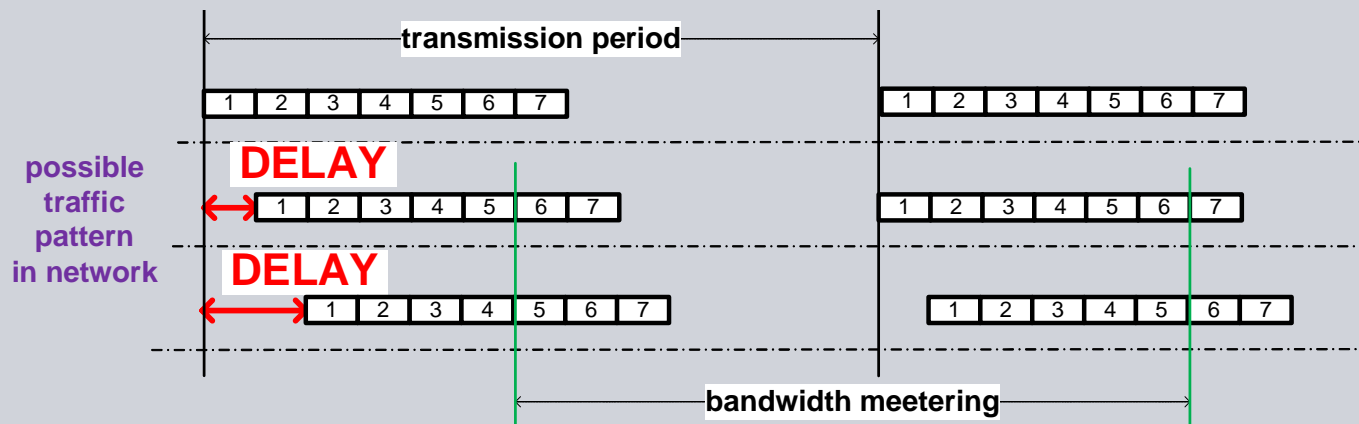 transmission period
1 2 3 4 5 6 7
1 2 3 4 5 6 7
possible
traffic
pattern
in network
DELAY
1 2 3 4 5 6 7
1 2 3 4 5 6 7
DELAY
1 2 3 4 5 6 7
1 2 3 4 5 6 7
bandwidth meetering